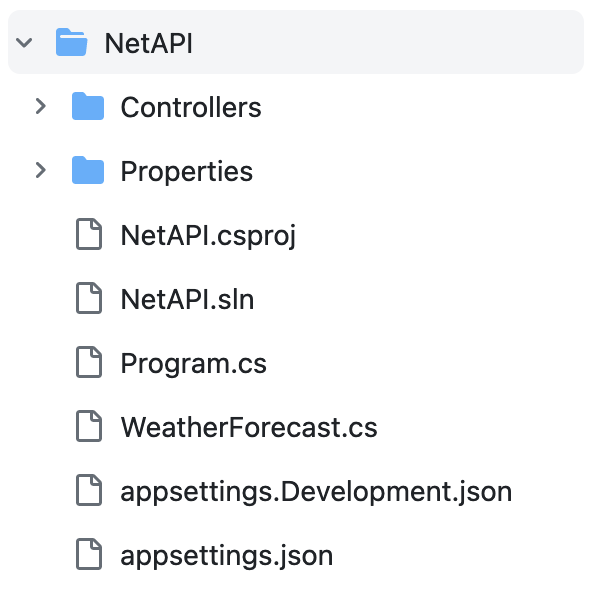 NetAPI
Controllers
Properties
NetAPI.csproj
NetAPI.sln
Program.cs
WeatherForecast.cs
appsettings.Development.json
appsettings.json